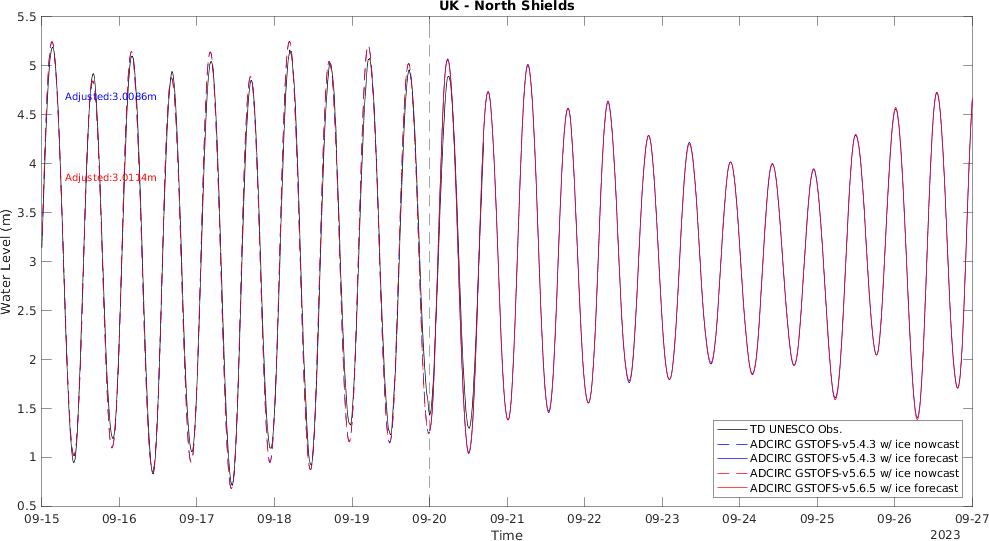 UK - North Shields
5.5
5
4.5
4
3.5
3
2.5
2
1.5
1
0.5
Water Level (m)
Adjusted:3.0086m
Adjusted:3.0114m
TD UNESCO Obs.
ADCIRC GSTOFS-v5.4.3 w/ ice nowcast
ADCIRC GSTOFS-v5.4.3 w/ ice forecast
ADCIRC GSTOFS-v5.6.5 w/ ice nowcast
ADCIRC GSTOFS-v5.6.5 w/ ice forecast
09-15 09-16 09-17 09-18 09-19 09-20 09-21 09-22 09-23 09-24 09-25 09-26 09-27
Time
2023